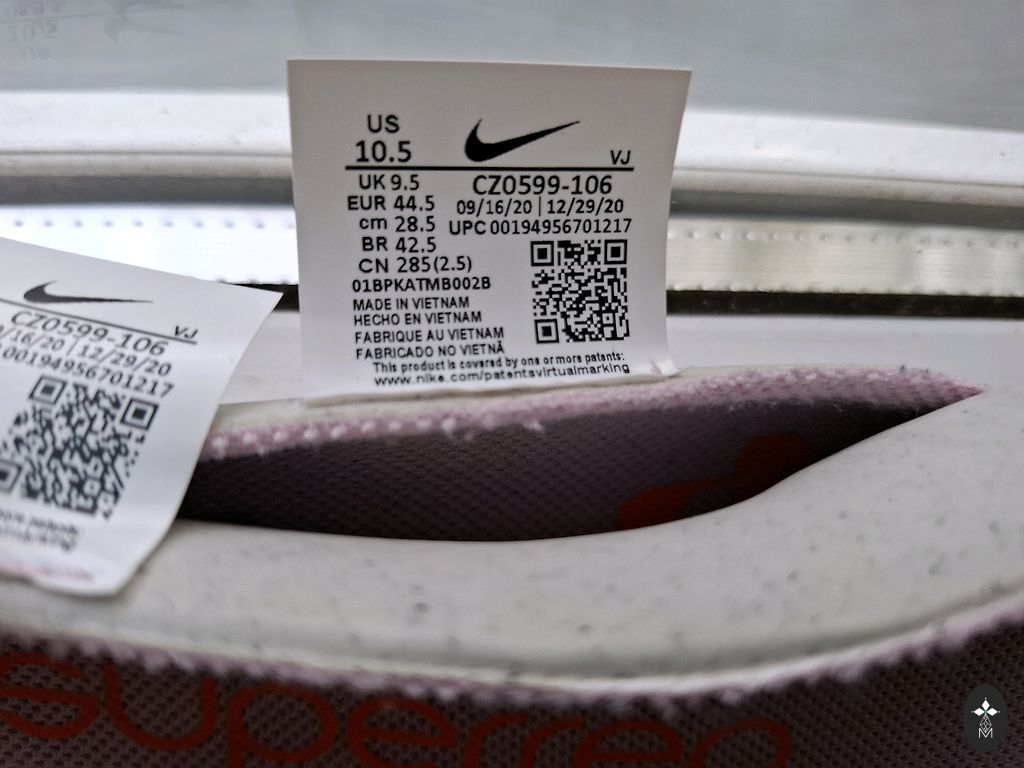 US
10.5
VJ
UK 9.5
CZ0599-106
EUR 44.5
09/16/20 | 12/29/20
cm 28.5
UPC 00194956701217
BR 42.5
CN 285(2.5)
01BPKATMB002B
MADE IN VIETNAM
HECHO EN VIETNAM
FABRIQUE AU VIETNAM
FABRICADO NO VIETNÃ
This product is covered by one or more patents:
www.nike.com/patentsvirtualmarking
VJ
CZ0599-106
/16/20 | 12/29/20
00194956701217
superrep
M